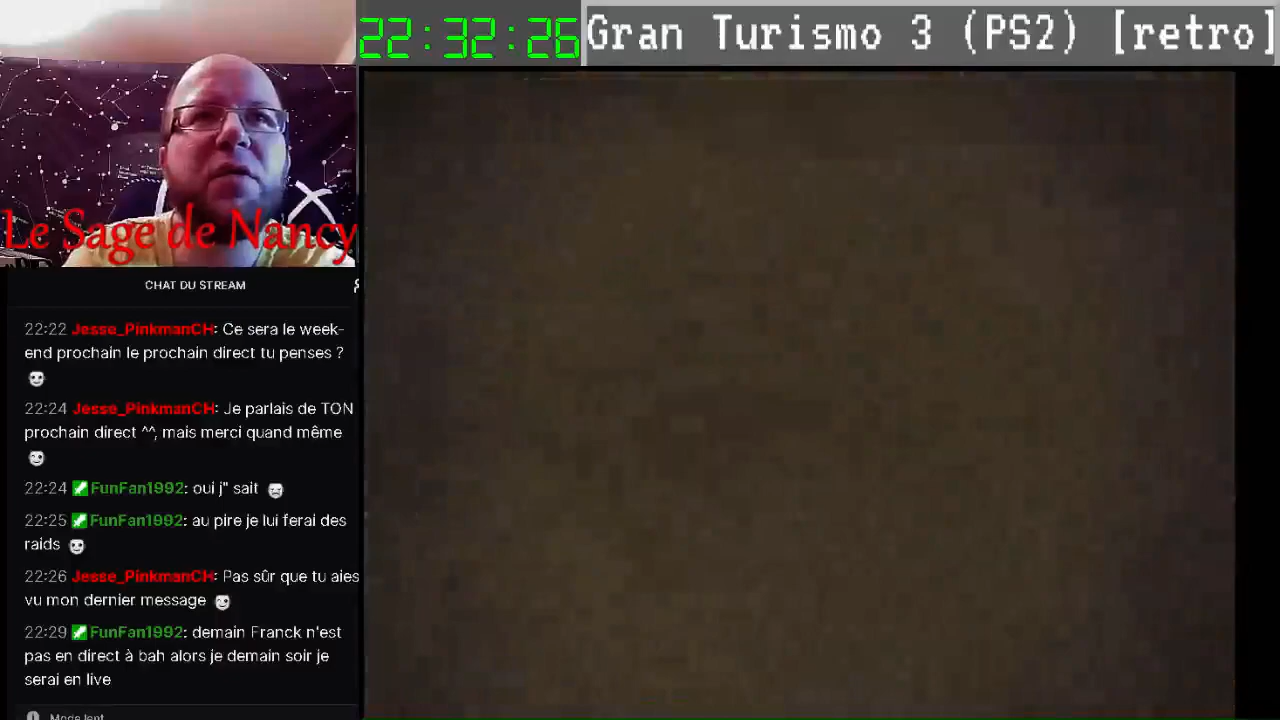 22:32:26
Gran Turismo 3 (PS2) [retro]
Le Sage de Nancy
CHAT DU STREAM
22:22 Jesse_PinkmanCH: Ce sera le week-
end prochain le prochain direct tu penses ?
22:24 Jesse_PinkmanCH: Je parlais de TON
prochain direct ^^, mais merci quand même
22:24 FunFan1992: oui j" sait
22:25 FunFan1992: au pire je lui ferai des
raids
22:26 Jesse_PinkmanCH: Pas sûr que tu aies
vu mon dernier message
22:29 FunFan1992: demain Franck n'est
pas en direct à bah alors je demain soir je
serai en live
Mode lent